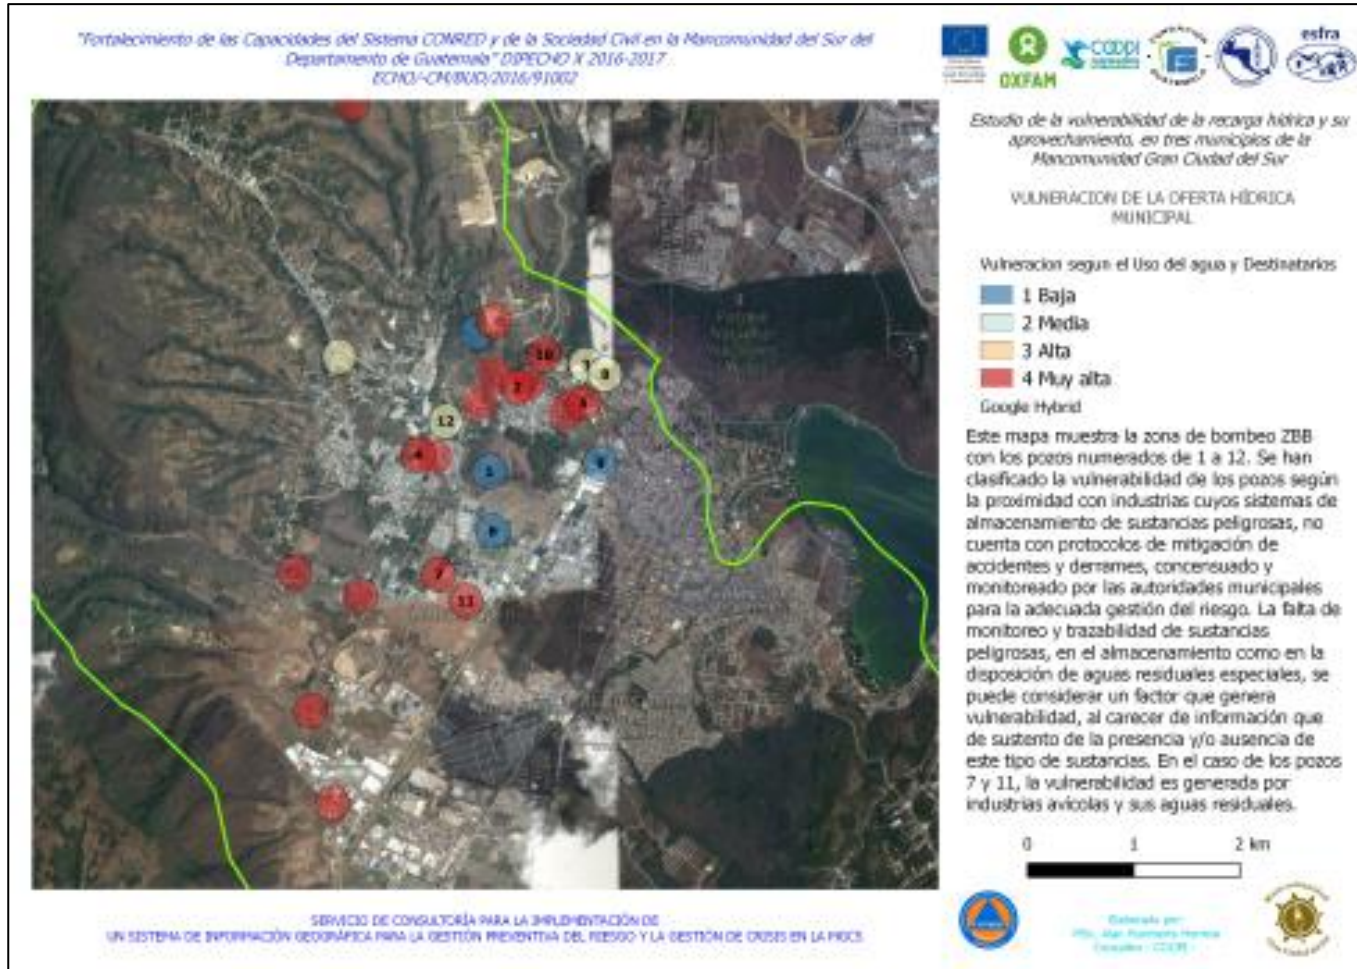 "Fortalecimiento de las Capacidades del Sistema CONRED y de la Sociedad Civil en la Mancomunidad del Sur del
Departamento de Guatemala" DIPECHO X 2016-2017
ECHO/-CM/BUD/2016/91002
OXFAM
esfra
Estudio de la vulnerabilidad de la recarga hídrica y su
aprovechamiento, en tres municipios de la
Mancomunidad Gran Ciudad del Sur
VULNERACION DE LA OFERTA HÍDRICA
MUNICIPAL
Vulneracion segun el Uso del agua y Destinatarios
1 Baja
2 Media
3 Alta
4 Muy alta
Google Hybrid
Este mapa muestra la zona de bombeo ZBB
con los pozos numerados de 1 a 12. Se han
clasificado la vulnerabilidad de los pozos según
la proximidad con industrias cuyos sistemas de
almacenamiento de sustancias peligrosas, no
cuenta con protocolos de mitigación de
accidentes y derrames, concensuado y
monitoreado por las autoridades municipales
para la adecuada gestión del riesgo. La falta de
monitoreo y trazabilidad de sustancias
peligrosas, en el almacenamiento como en la
disposición de aguas residuales especiales, se
puede considerar un factor que genera
vulnerabilidad, al carecer de información que
de sustento de la presencia y/o ausencia de
este tipo de sustancias. En el caso de los pozos
7 y 11, la vulnerabilidad es generada por
industrias avícolas y sus aguas residuales.
0 1 2 km
10
2
8
12
4
7
11
SERVICIO DE CONSULTORÍA PARA LA IMPLEMENTACIÓN DE
UN SISTEMA DE INFORMACIÓN GEOGRÁFICA PARA LA GESTIÓN PREVENTIVA DEL RIESGO Y LA GESTIÓN DE CRISIS EN LA MGCS
Elaborado por: